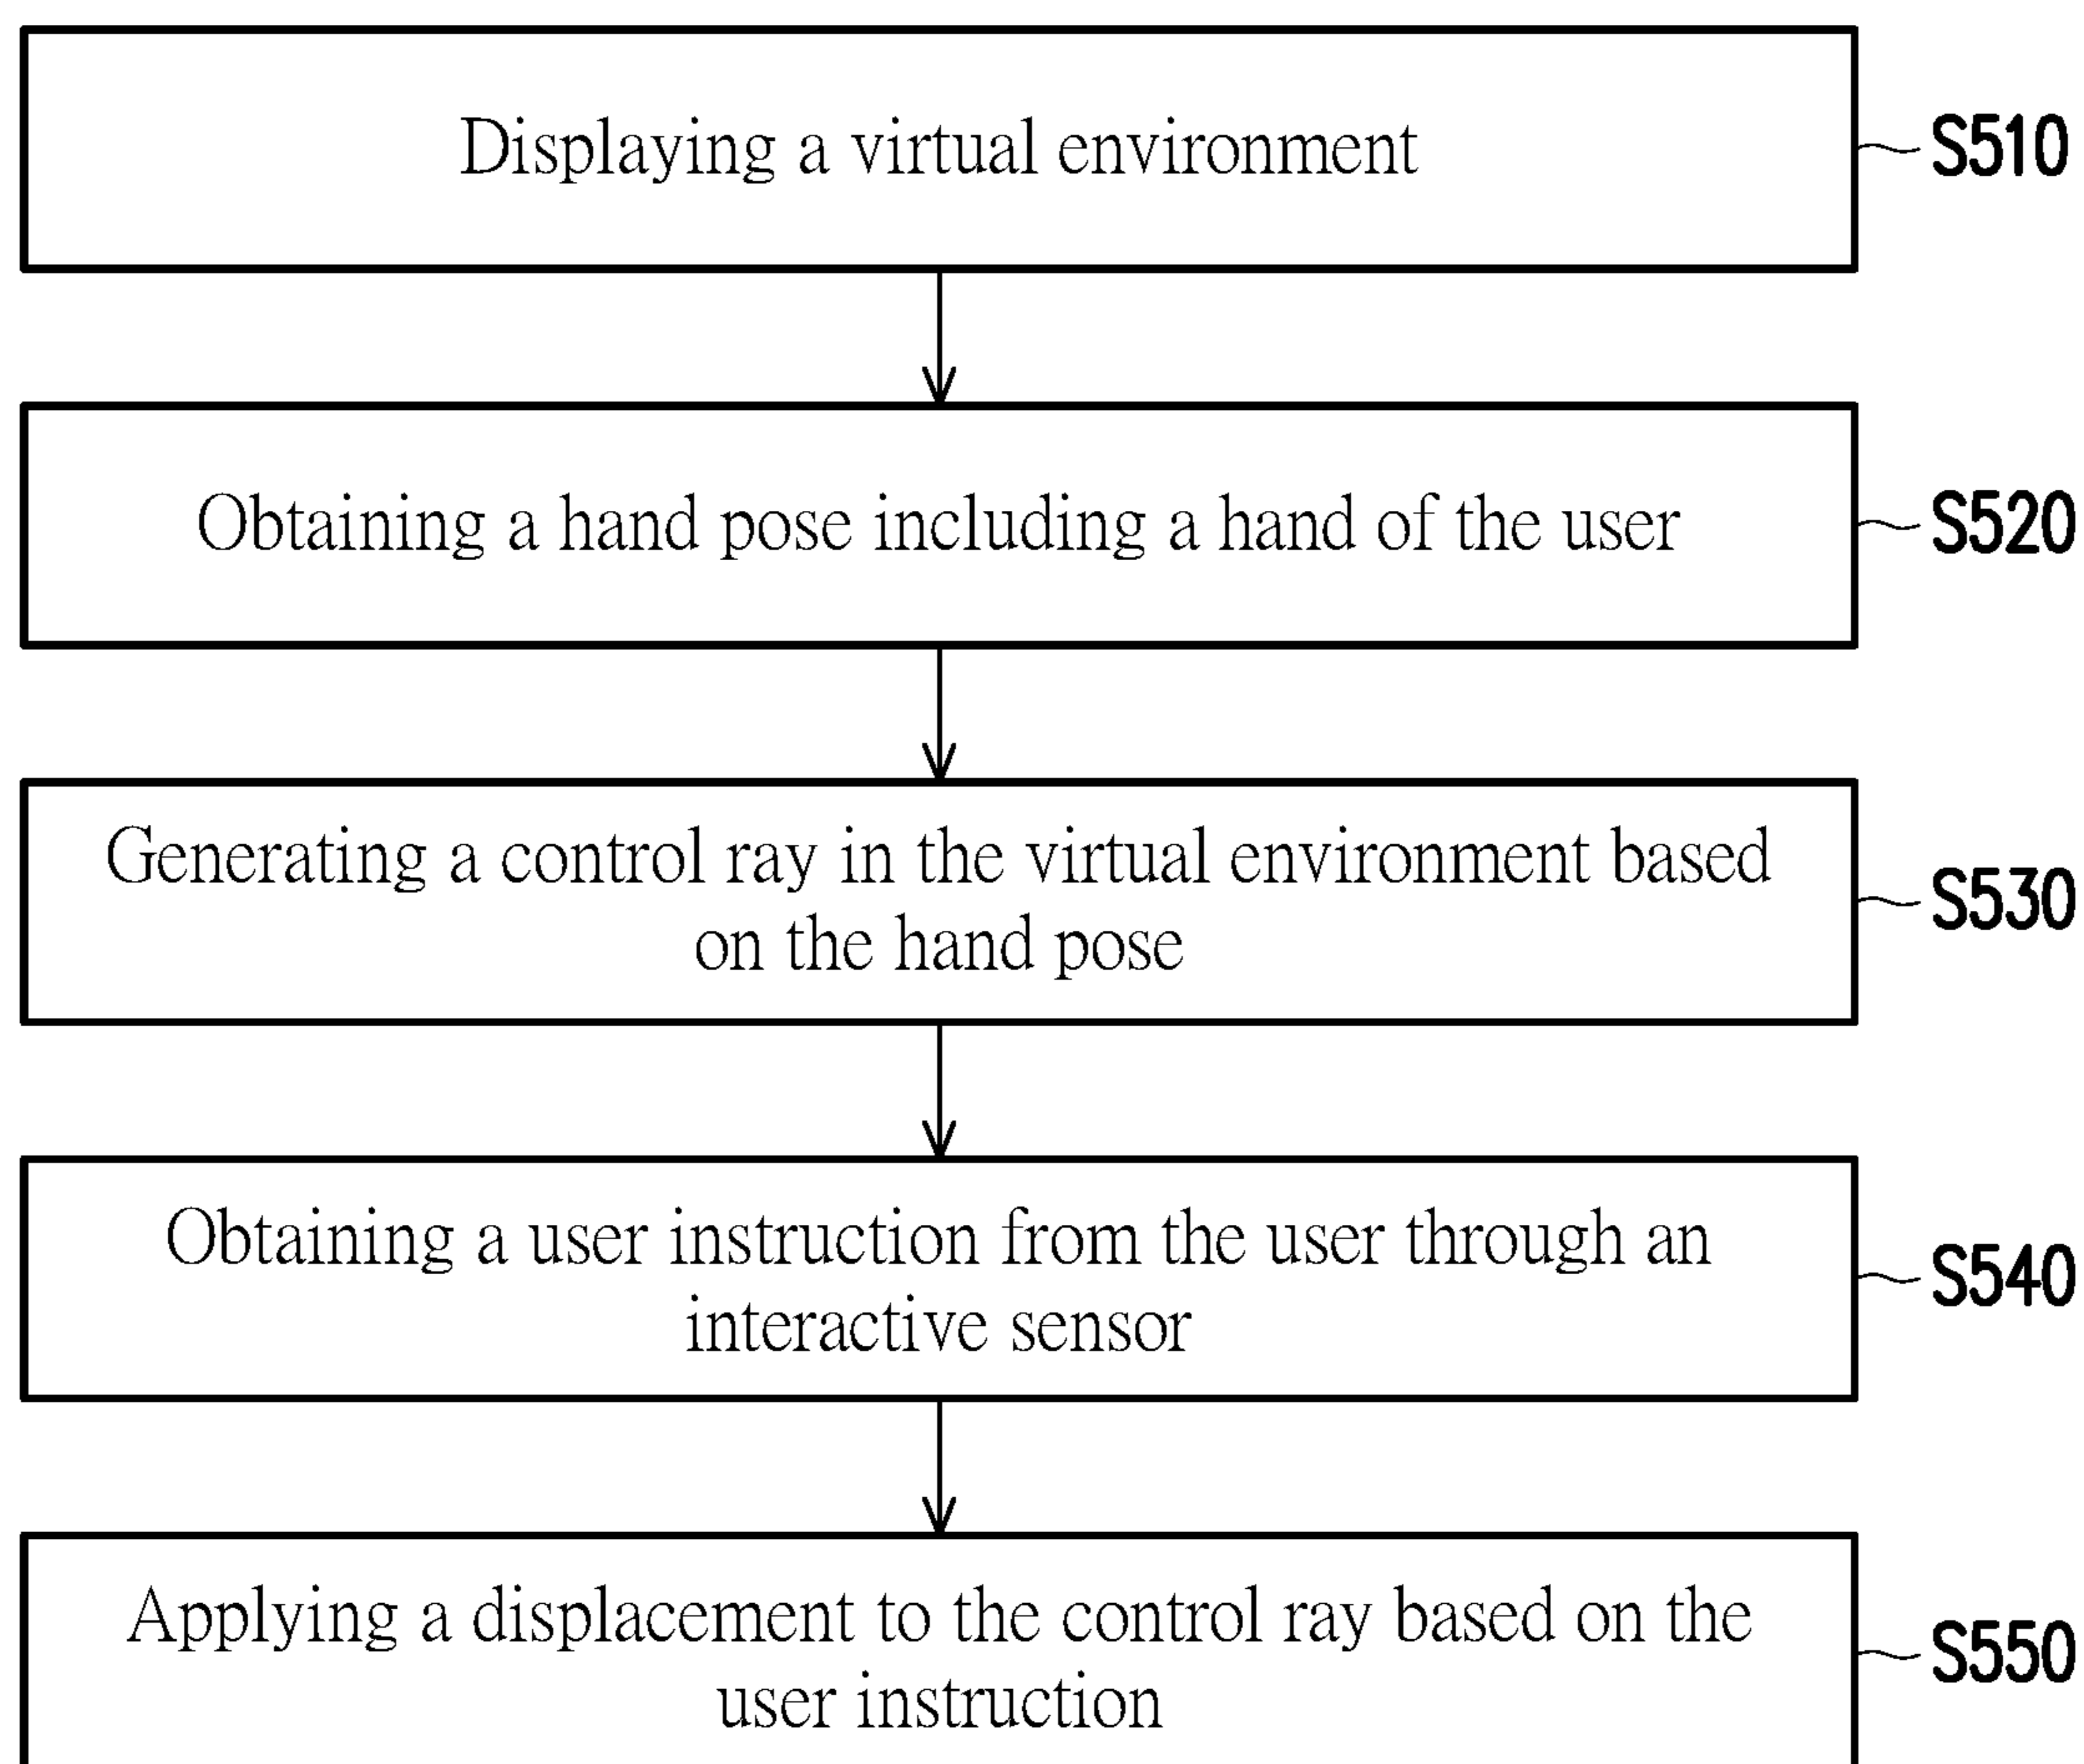 Displaying a virtual environment
S510
Obtaining a hand pose including a hand of the user
S520
Generating a control ray in the virtual environment based
on the hand pose
S530
Obtaining a user instruction from the user through an
interactive sensor
S540
Applying a displacement to the control ray based on the
user instruction
S550